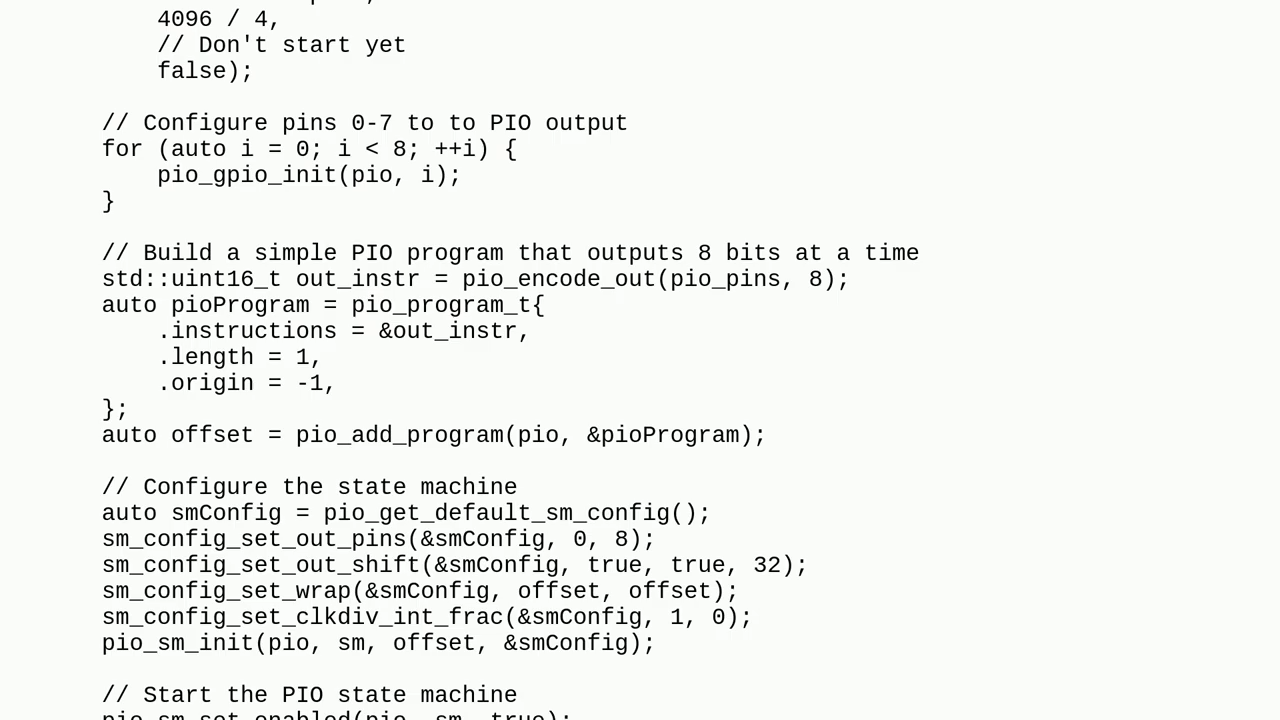 4096 / 4,
// Don't start yet
false);
// Configure pins 0-7 to to PIO output
for (auto i = 0; i < 8; ++i) {
pio_gpio_init(pio, i);
}
// Build a simple PIO program that outputs 8 bits at a time
std::uint16_t out_instr = pio_encode_out(pio_pins, 8);
auto pioProgram = pio_program_t{
.instructions = &out_instr,
.length = 1,
.origin = -1,
};
auto offset = pio_add_program(pio, &pioProgram);
// Configure the state machine
auto smConfig = pio_get_default_sm_config();
sm_config_set_out_pins(&smConfig, 0, 8);
sm_config_set_out_shift(&smConfig, true, true, 32);
sm_config_set_wrap(&smConfig, offset, offset);
sm_config_set_clkdiv_int_frac(&smConfig, 1, 0);
pio_sm_init(pio, sm, offset, &smConfig);
// Start the PIO state machine
pio_sm_set_enabled(pio, sm, true);